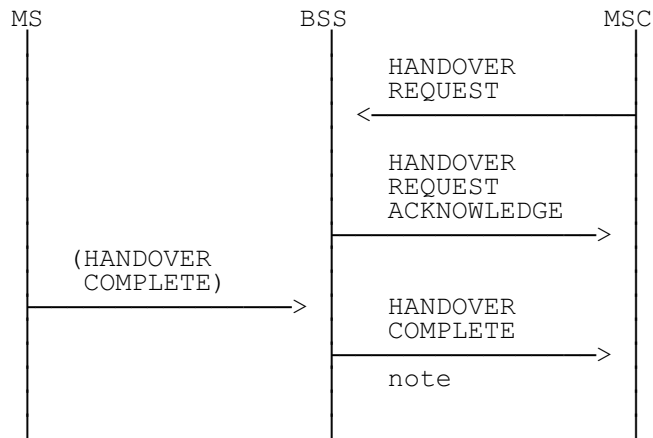 MS BSS MSC
HANDOVER
REQUEST
HANDOVER
REQUEST
ACKNOWLEDGE
(HANDOVER
COMPLETE)
HANDOVER
COMPLETE
note